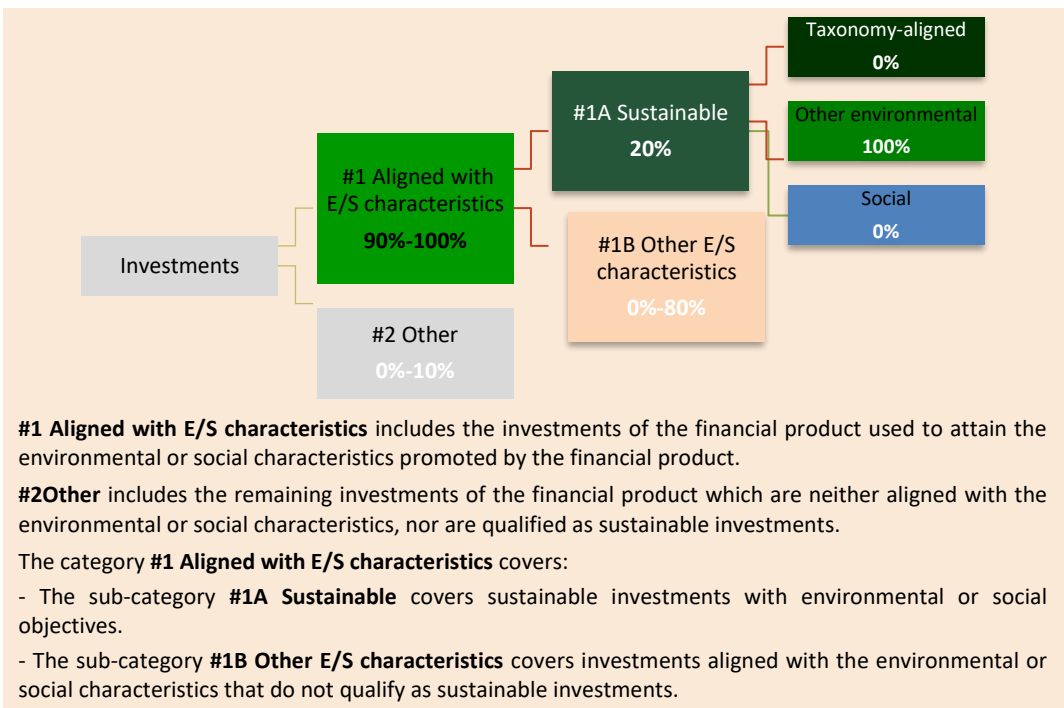 Taxonomy-aligned
0%
#1A Sustainable
20%
Other environmental
100%
#1 Aligned with
E/S characteristics
90%-100%
Social
0%
#1B Other E/S
characteristics
0%-80%
Investments
#2 Other
0%-10%
#1 Aligned with E/S characteristics includes the investments of the financial product used to attain the
environmental or social characteristics promoted by the financial product.
#2Other includes the remaining investments of the financial product which are neither aligned with the
environmental or social characteristics, nor are qualified as sustainable investments.
The category #1 Aligned with E/S characteristics covers:
- The sub-category #1A Sustainable covers sustainable investments with environmental or social
objectives.
- The sub-category #1B Other E/S characteristics covers investments aligned with the environmental or
social characteristics that do not qualify as sustainable investments.